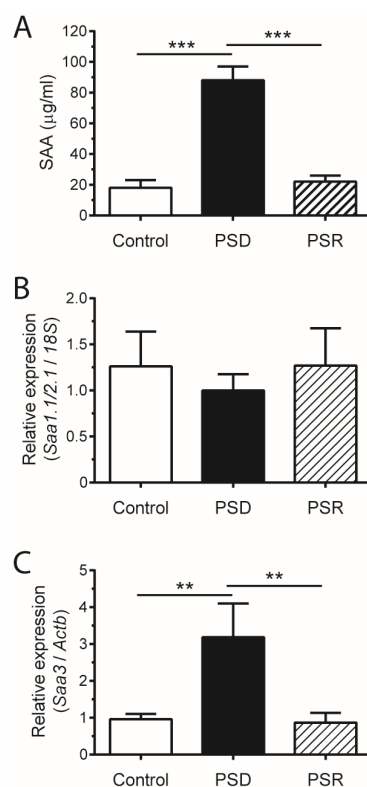 A
SAA (µg/ml)
120
100
80
60
40
20
0
*** ***
Control PSD PSR
B
Relative expression
(Saa1.1/2.1 / 18S)
2.0
1.5
1.0
0.5
0
Control PSD PSR
C
Relative expression
(Saa3 / Actb)
5
4
3
2
1
0
** **
Control PSD PSR